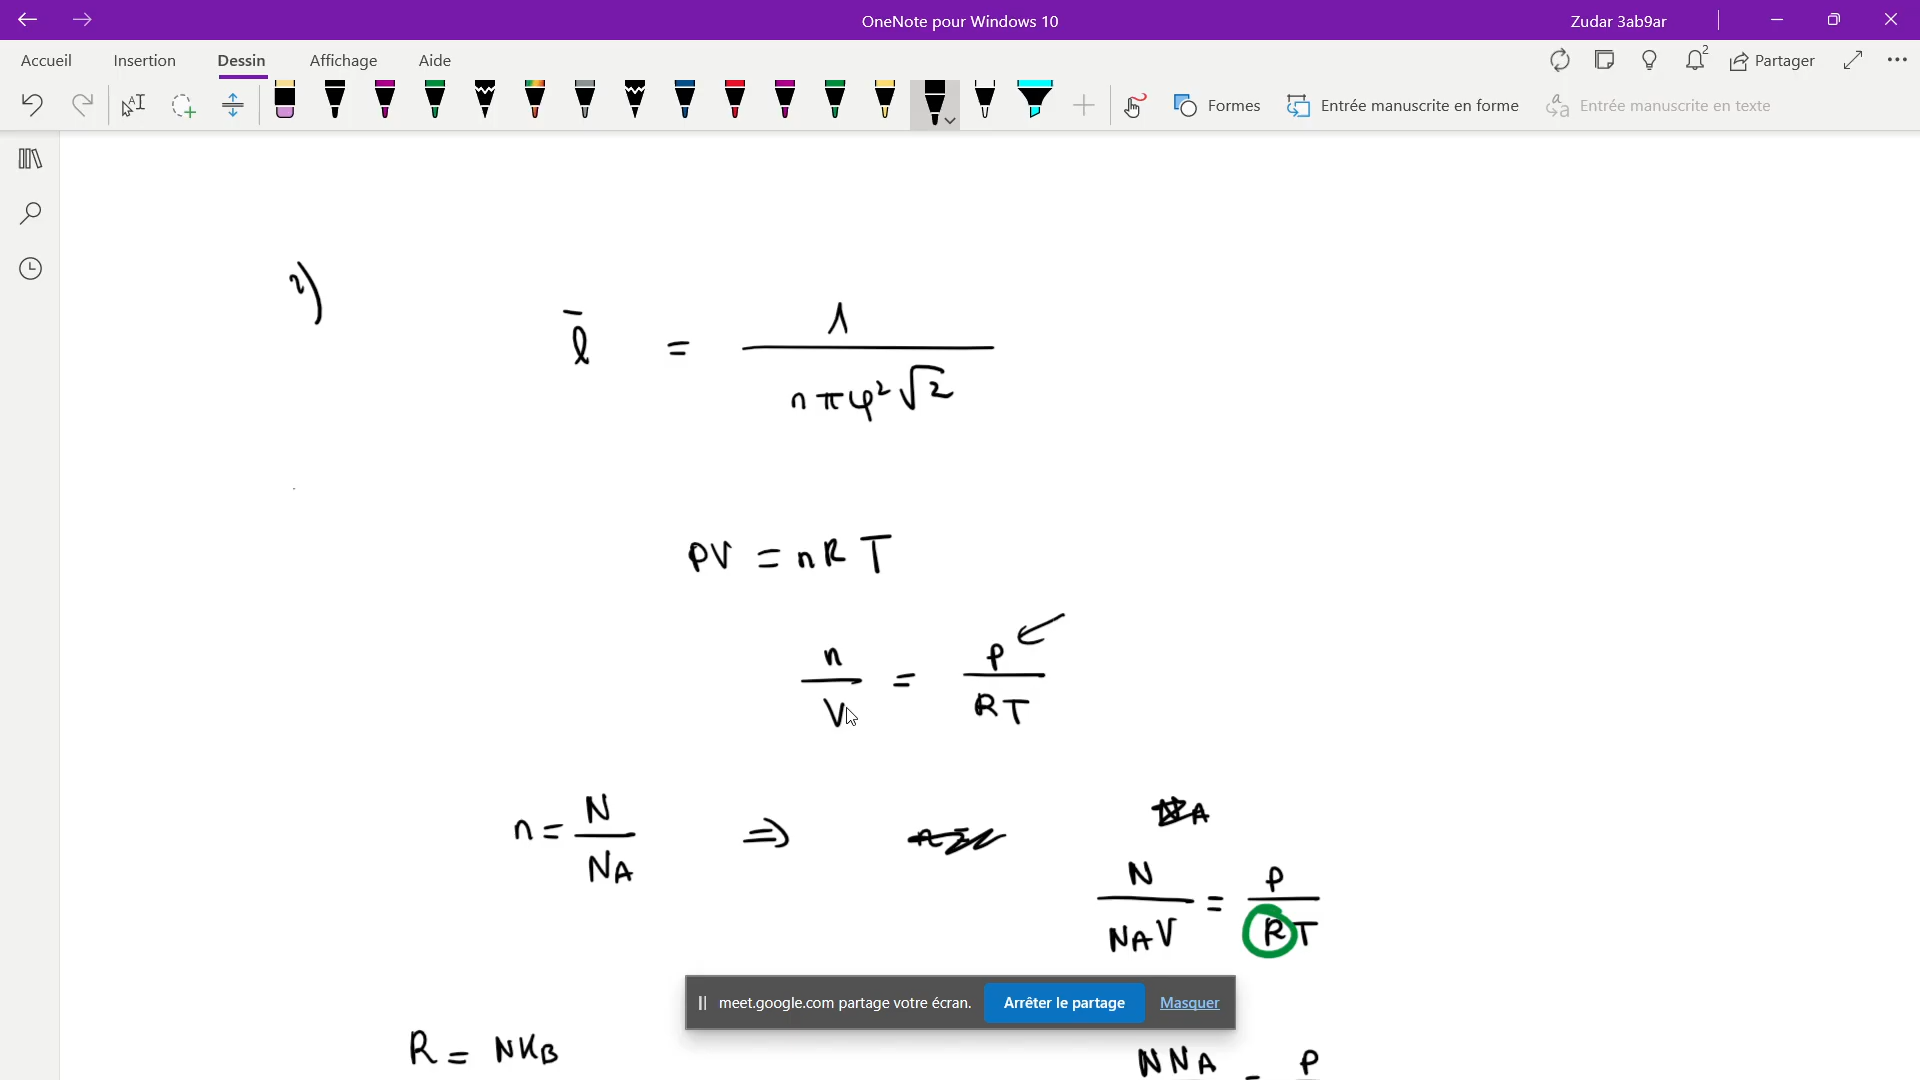 OneNote pour Windows 10
Zudar 3ab9ar
Accueil Insertion Dessin Affichage Aide
2 Partager
Formes Entrée manuscrite en forme Entrée manuscrite en texte
2)
l̄ = 1 / nπφ²√2
PV = nRT
n / V = P / RT
n = N / NA ⇒
N / NAV = P / RT
meet.google.com partage votre écran. Arrêter le partage Masquer
R = NKB
NNA = P